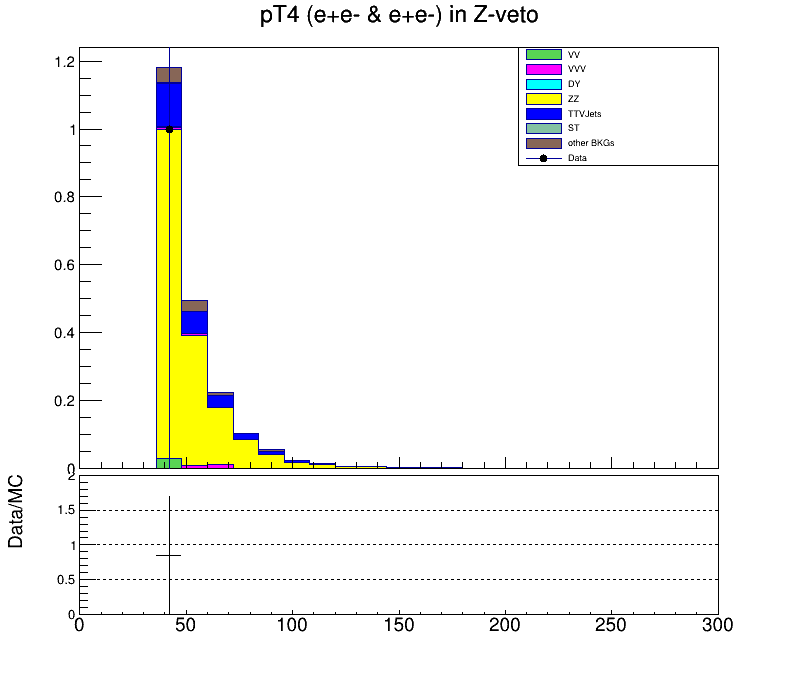 pT4 (e+e- & e+e-) in Z-veto
1.2
1
0.8
0.6
0.4
0.2
0
VV
VVV
DY
ZZ
TTVJets
ST
other BKGs
Data
Data/MC
2
1.5
1
0.5
0
0 50 100 150 200 250 300